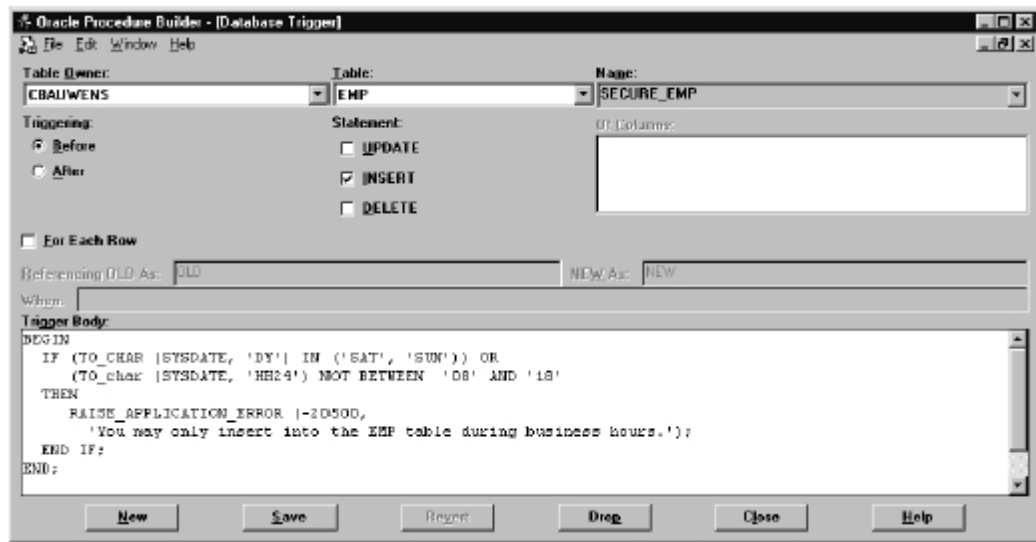 Oracle Procedure Builder - [Database Trigger]
File Edit Window Help
Table Owner: Table: Name:
CBAUWENS EMP SECURE_EMP
Triggering: Statement: Of Columns:
Before UPDATE
After INSERT
DELETE
For Each Row
Referencing OLD As: OLD NEW As: NEW
When:
Trigger Body:
BEGIN
IF (TO_CHAR (SYSDATE, 'DY') IN ('SAT', 'SUN')) OR
(TO_char (SYSDATE, 'HH24') NOT BETWEEN '08' AND '18'
THEN
RAISE_APPLICATION_ERROR (-20500,
'You may only insert into the EMP table during business hours.');
END IF;
END;
New Save Revert Drop Close Help